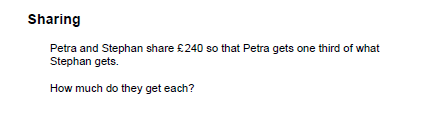 Sharing
Petra and Stephan share £240 so that Petra gets one third of what
Stephan gets.
How much do they get each?